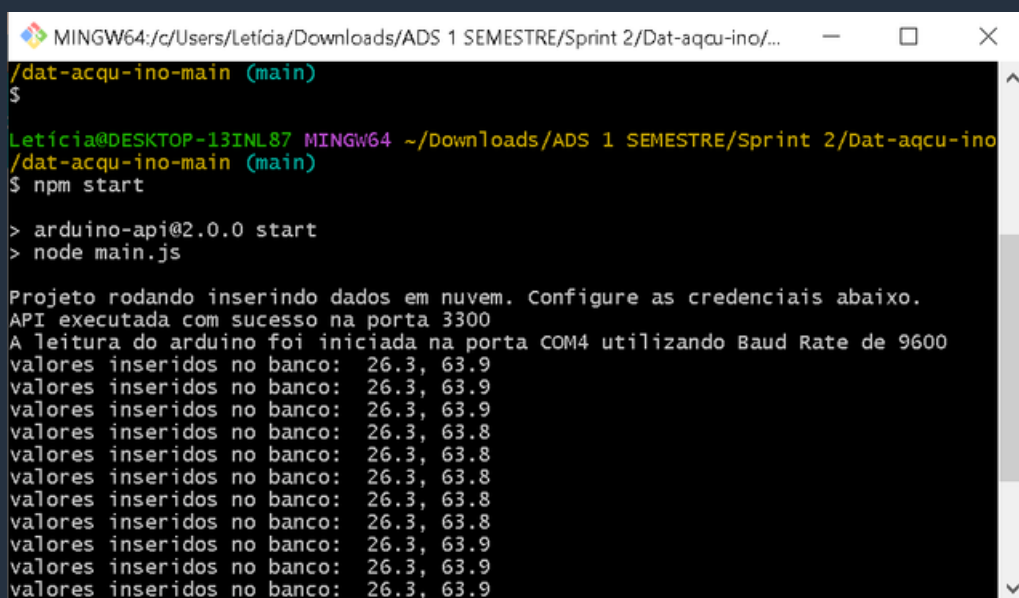 MINGW64:/c/Users/Letícia/Downloads/ADS 1 SEMESTRE/Sprint 2/Dat-aqcu-ino/...
/dat-acqu-ino-main (main)
$
Letícia@DESKTOP-13INL87 MINGW64 ~/Downloads/ADS 1 SEMESTRE/Sprint 2/Dat-aqcu-ino
/dat-acqu-ino-main (main)
$ npm start
> arduino-api@2.0.0 start
> node main.js
Projeto rodando inserindo dados em nuvem. Configure as credenciais abaixo.
API executada com sucesso na porta 3300
A leitura do arduino foi iniciada na porta COM4 utilizando Baud Rate de 9600
valores inseridos no banco:  26.3, 63.9
valores inseridos no banco:  26.3, 63.9
valores inseridos no banco:  26.3, 63.9
valores inseridos no banco:  26.3, 63.8
valores inseridos no banco:  26.3, 63.8
valores inseridos no banco:  26.3, 63.8
valores inseridos no banco:  26.3, 63.8
valores inseridos no banco:  26.3, 63.8
valores inseridos no banco:  26.3, 63.9
valores inseridos no banco:  26.3, 63.9
valores inseridos no banco:  26.3, 63.9